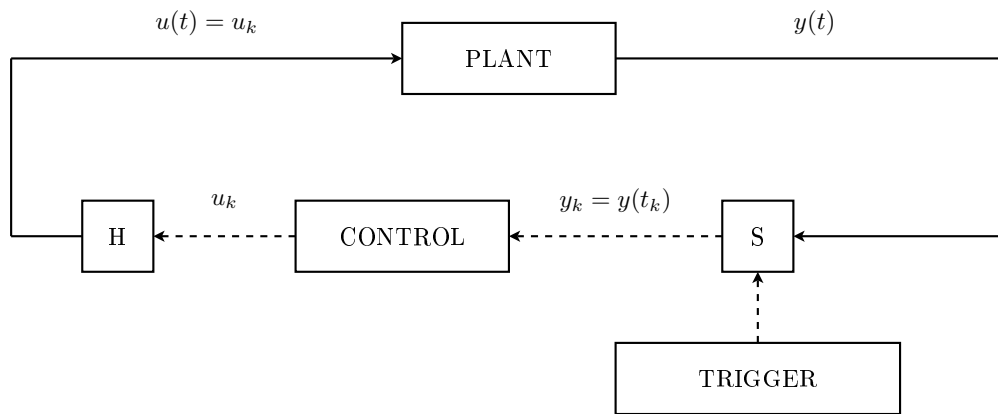 u(t) = u_k
y(t)
PLANT
u_k
y_k = y(t_k)
H
CONTROL
S
TRIGGER